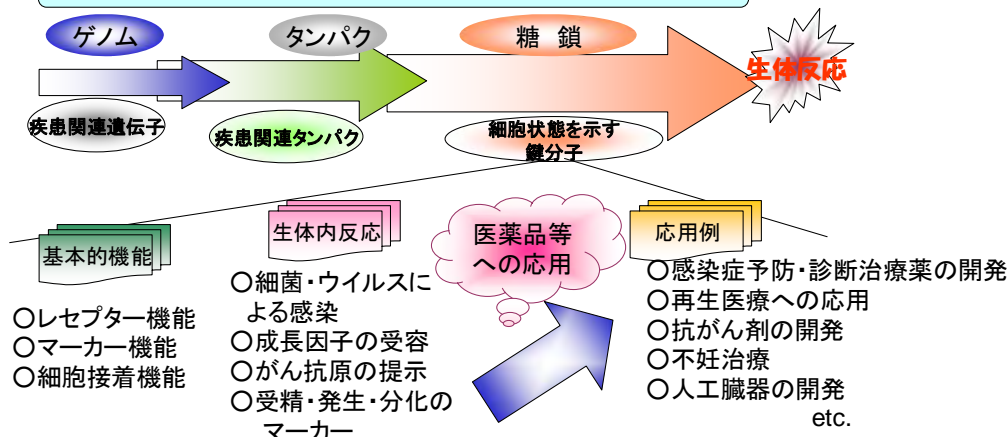 ゲノム
タンパク
糖 鎖
生体反応
疾患関連遺伝子
疾患関連タンパク
細胞状態を示す
鍵分子
基本的機能
○レセプター機能
○マーカー機能
○細胞接着機能
生体内反応
○細菌・ウイルスに
よる感染
○成長因子の受容
○がん抗原の提示
○受精・発生・分化の
マーカー
医薬品等
への応用
応用例
○感染症予防・診断治療薬の開発
○再生医療への応用
○抗がん剤の開発
○不妊治療
○人工臓器の開発
etc.